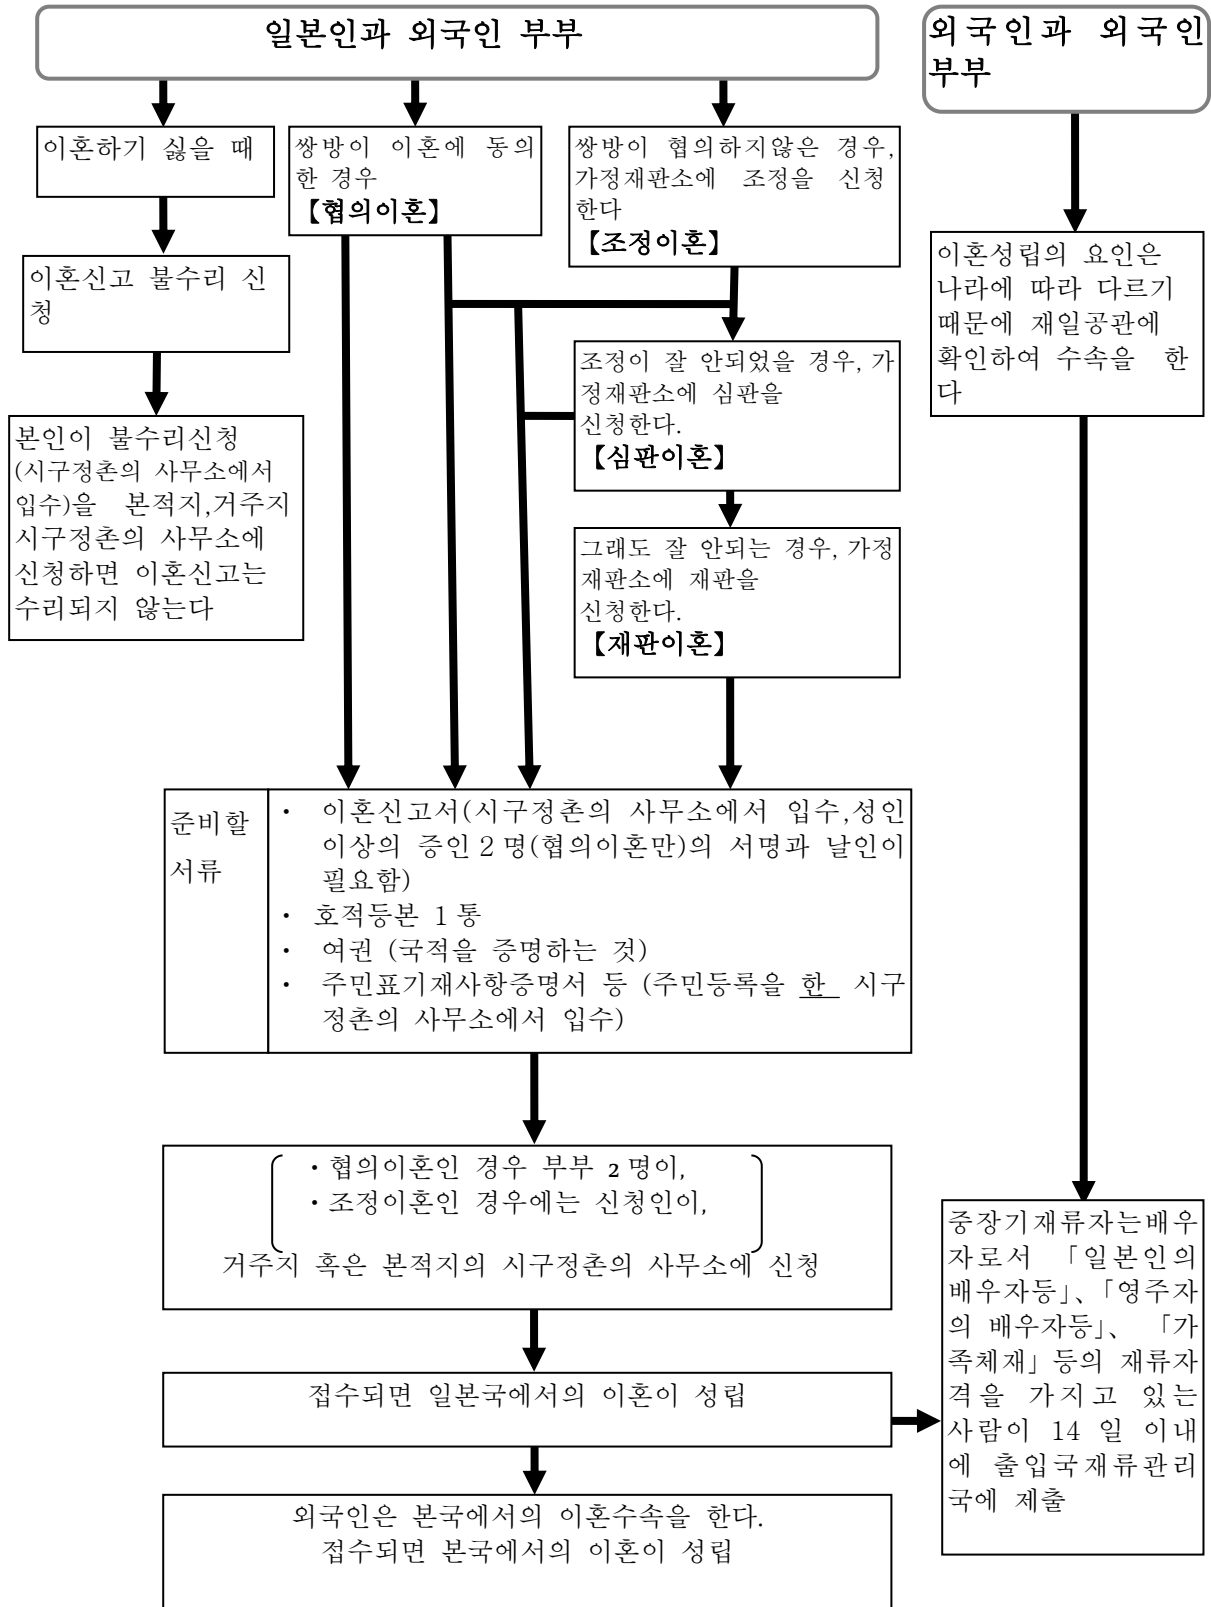 일본인과 외국인 부부
외국인과 외국인
부부
이혼하기 싫을 때
쌍방이 이혼에 동의
한 경우
【협의이혼】
쌍방이 협의하지않은 경우,
가정재판소에 조정을 신청
한다
【조정이혼】
이혼신고 불수리 신
청
이혼성립의 요인은
나라에 따라 다르기
때문에 재일공관에
확인하여 수속을 한
다
조정이 잘 안되었을 경우, 가
정재판소에 심판을
신청한다.
【심판이혼】
본인이 불수리신청
(시구정촌의 사무소에서
입수)을 본적지,거주지
시구정촌의 사무소에
신청하면 이혼신고는
수리되지 않는다
그래도 잘 안되는 경우, 가정
재판소에 재판을
신청한다.
【재판이혼】
준비할
서류
・ 이혼신고서(시구정촌의 사무소에서 입수,성인
이상의 증인 2 명(협의이혼만)의 서명과 날인이
필요함)
・ 호적등본 1 통
・ 여권 (국적을 증명하는 것)
・ 주민표기재사항증명서 등 (주민등록을 한 시구
정촌의 사무소에서 입수)
・협의이혼인 경우 부부 2 명이,
・조정이혼인 경우에는 신청인이,
거주지 혹은 본적지의 시구정촌의 사무소에 신청
중장기재류자는배우
자로서 「일본인의
배우자등」、「영주자
의 배우자등」、 「가
족체재」등의 재류자
격을 가지고 있는
사람이 14 일 이내
에 출입국재류관리
국에 제출
접수되면 일본국에서의 이혼이 성립
외국인은 본국에서의 이혼수속을 한다.
접수되면 본국에서의 이혼이 성립